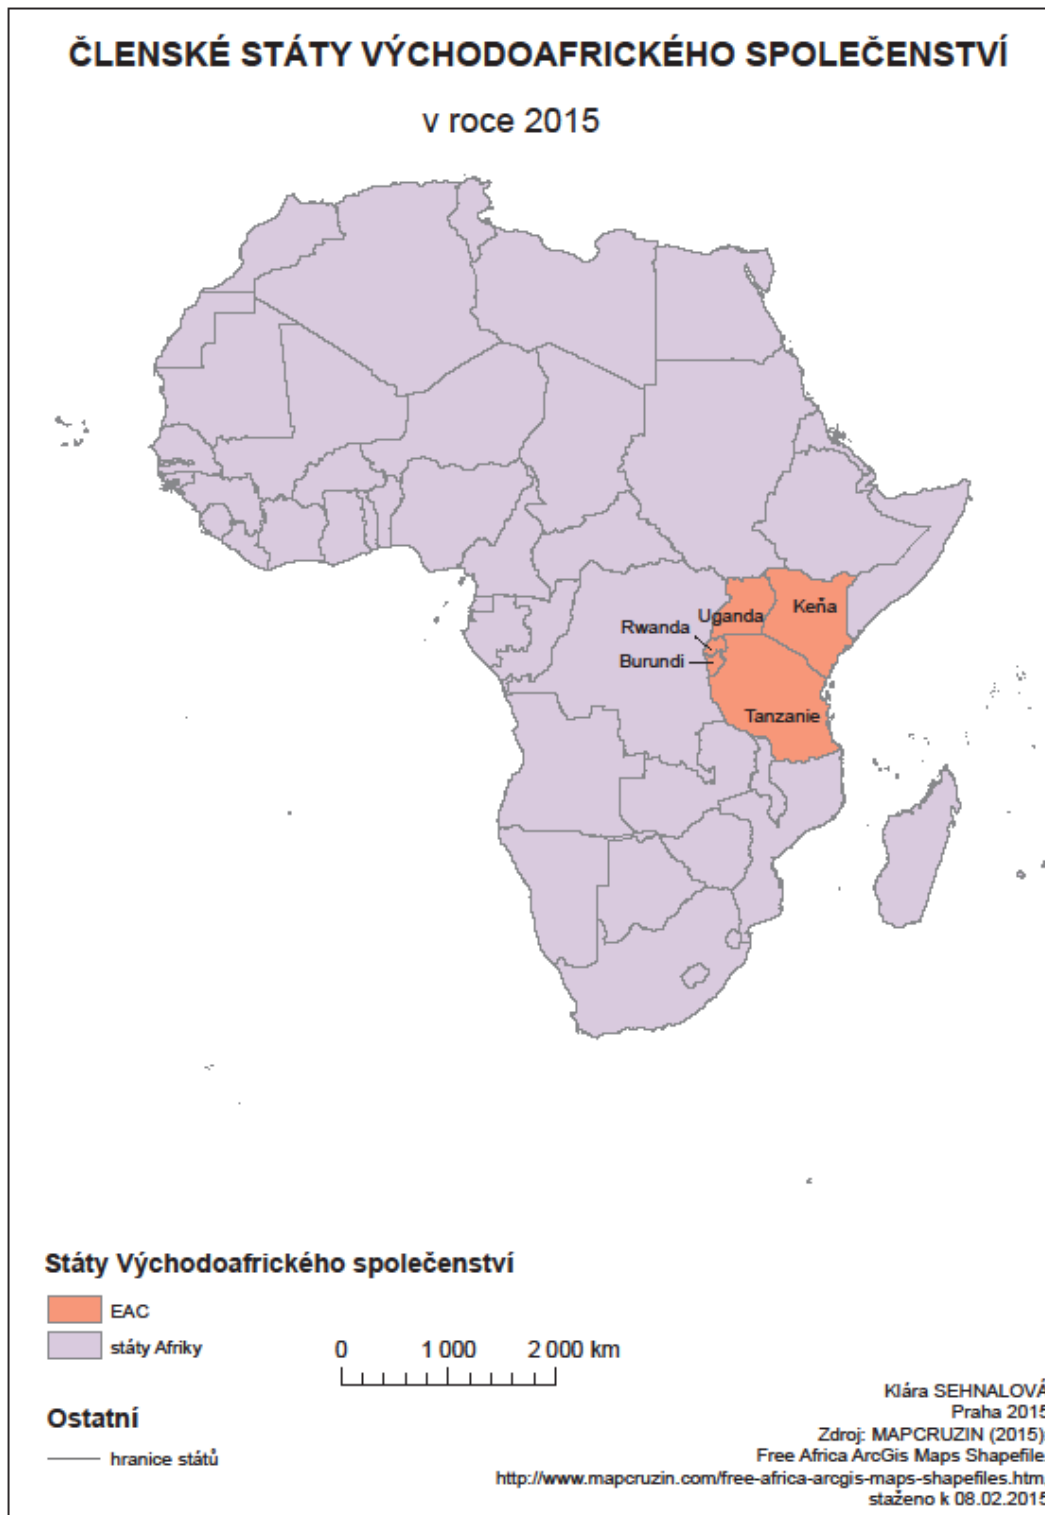 ČLENSKÉ STÁTY VÝCHODOAFRICKÉHO SPOLEČENSTVÍ
v roce 2015
Keňa
Uganda
Rwanda
Burundi
Tanzanie
Státy Východoafrického společenství
EAC
státy Afriky
0 1 000 2 000 km
Ostatní
hranice států
Klára SEHNALOVÁ
Praha 2015
Zdroj: MAPCRUZIN (2015):
Free Africa ArcGis Maps Shapefile
http://www.mapcruzin.com/free-africa-arcgis-maps-shapefiles.htm
staženo k 08.02.2015